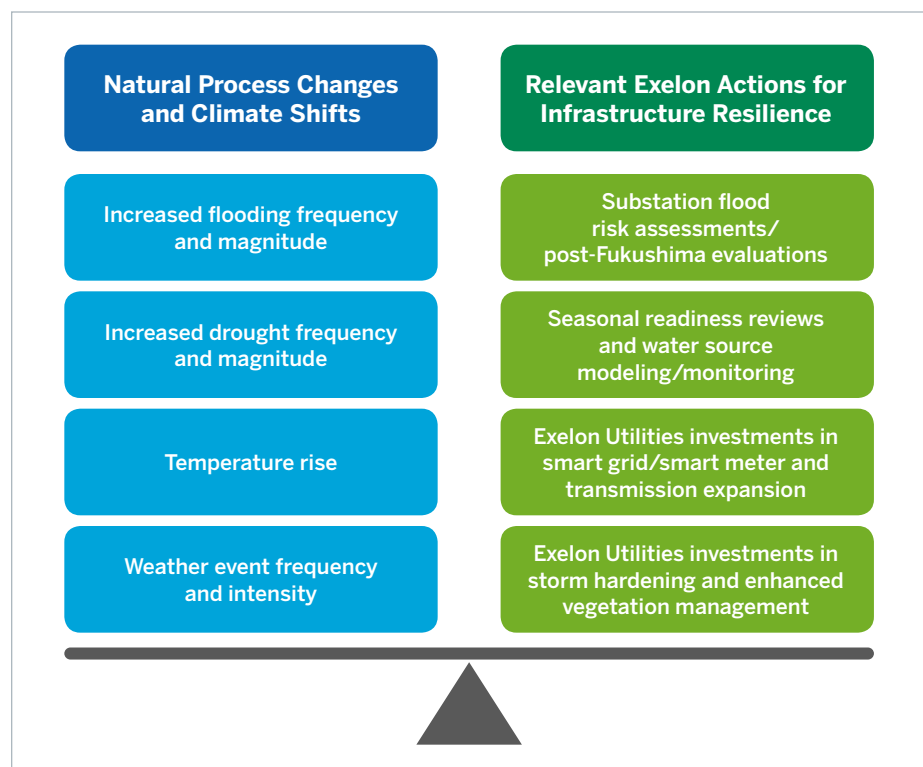 Natural Process Changes
and Climate Shifts
Relevant Exelon Actions for
Infrastructure Resilience
Increased flooding frequency
and magnitude
Substation flood
risk assessments/
post-Fukushima evaluations
Increased drought frequency
and magnitude
Seasonal readiness reviews
and water source
modeling/monitoring
Temperature rise
Exelon Utilities investments in
smart grid/smart meter and
transmission expansion
Weather event frequency
and intensity
Exelon Utilities investments in
storm hardening and enhanced
vegetation management